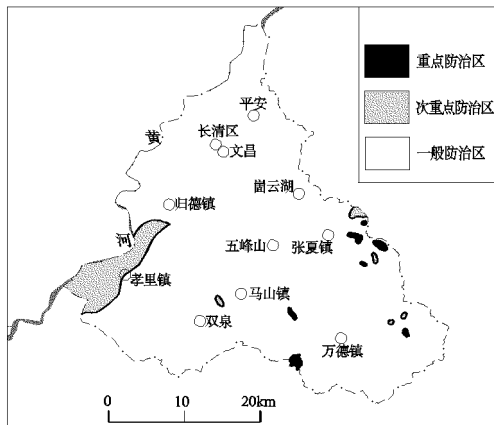 重点防治区
次重点防治区
一般防治区
平安
黄
长清区
文昌
崮云湖
归德镇
河
五峰山
张夏镇
孝里镇
马山镇
双泉
万德镇
0 10 20km